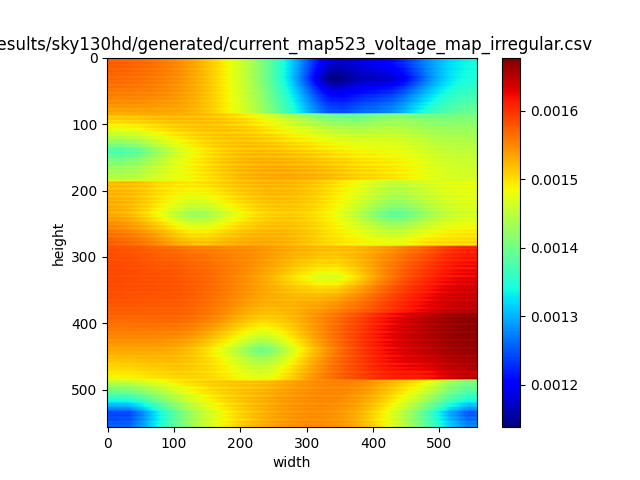 esults/sky130hd/generated/current_map523_voltage_map_irregular.csv
0
100
200
300
400
500
height
0 100 200 300 400 500
width
0.0016
0.0015
0.0014
0.0013
0.0012